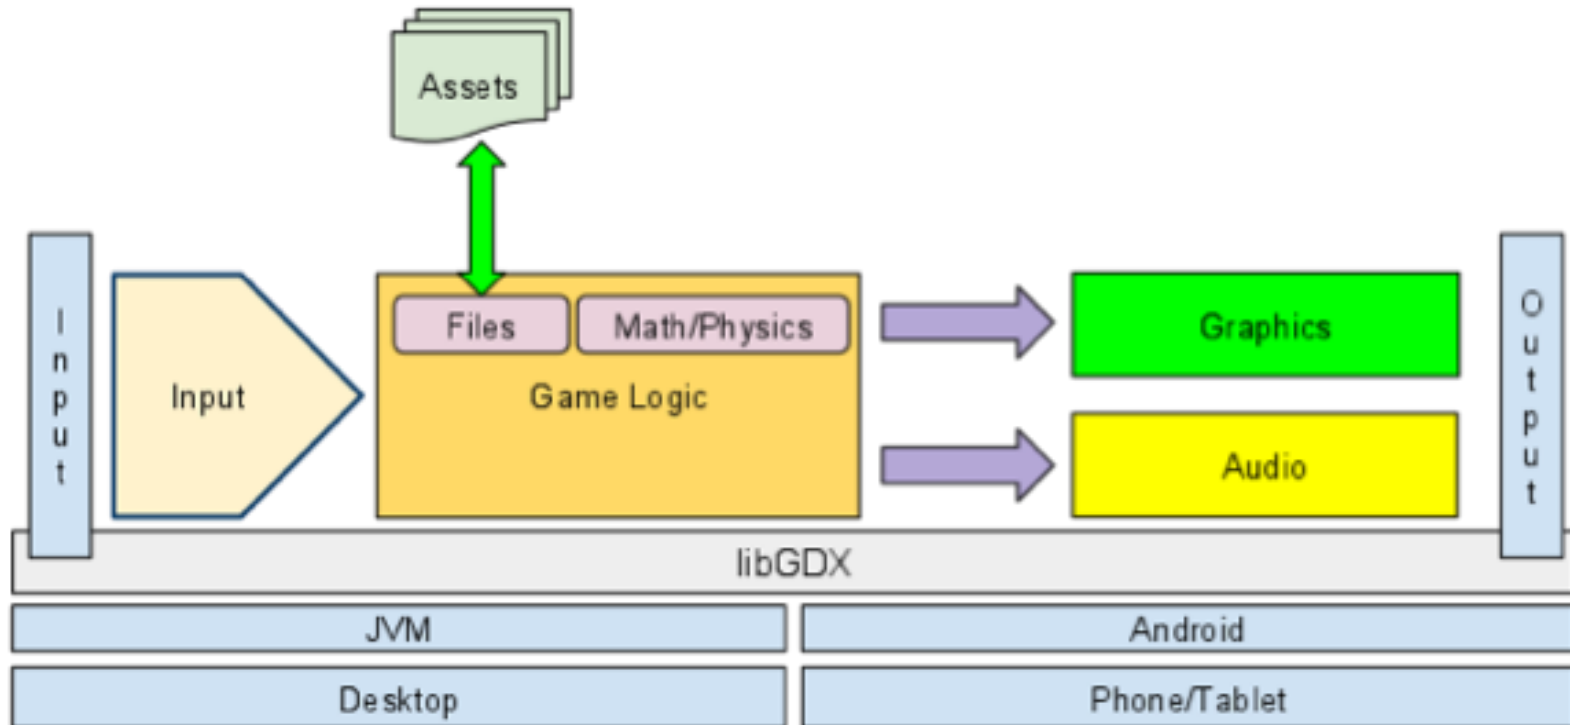 Assets
Input
Input
Files
Math/Physics
Game Logic
Graphics
Audio
Output
libGDX
JVM
Android
Desktop
Phone/Tablet